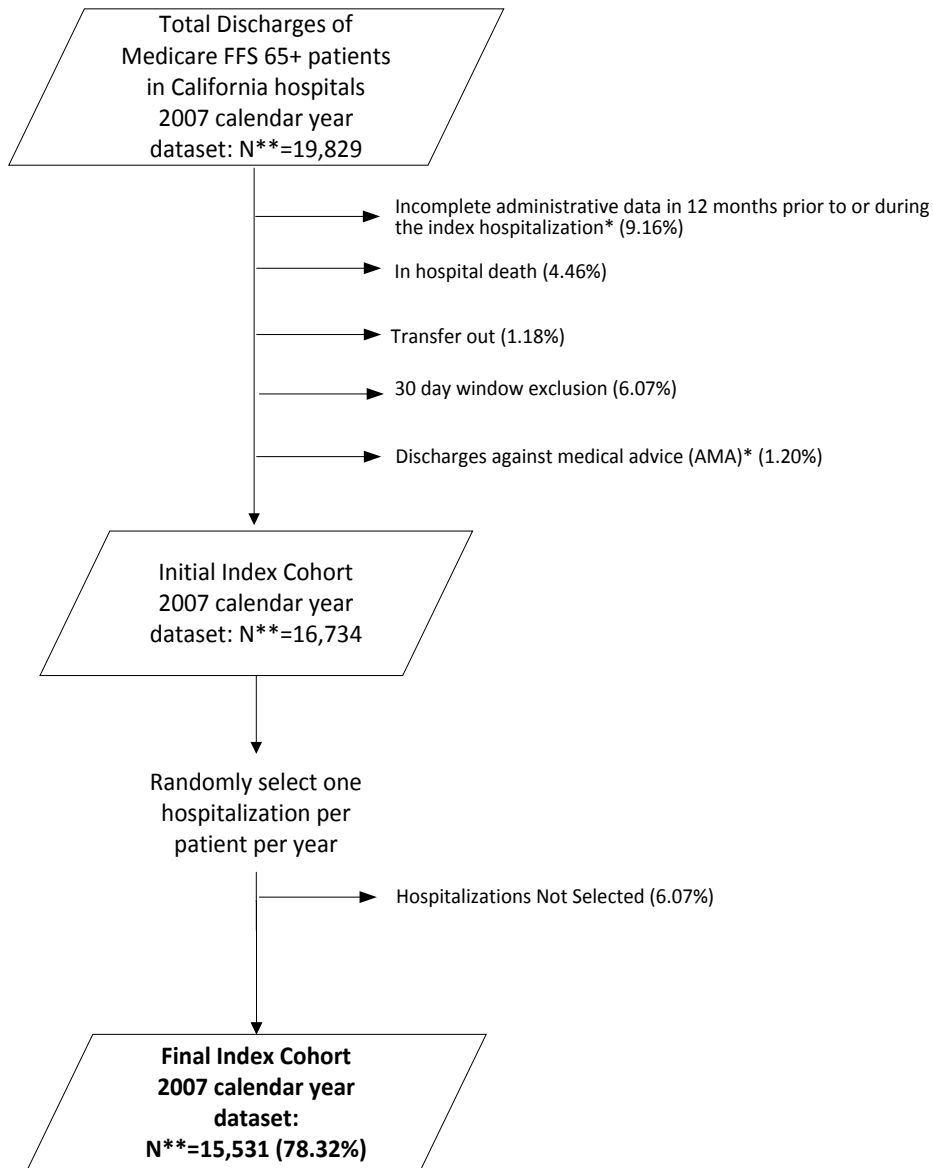 Total Discharges of
Medicare FFS 65+ patients
in California hospitals
2007 calendar year
dataset: N**=19,829
Incomplete administrative data in 12 months prior to or during
the index hospitalization* (9.16%)
In hospital death (4.46%)
Transfer out (1.18%)
30 day window exclusion (6.07%)
Discharges against medical advice (AMA)* (1.20%)
Initial Index Cohort
2007 calendar year
dataset: N**=16,734
Randomly select one
hospitalization per
patient per year
Hospitalizations Not Selected (6.07%)
Final Index Cohort
2007 calendar year
dataset:
N**=15,531 (78.32%)